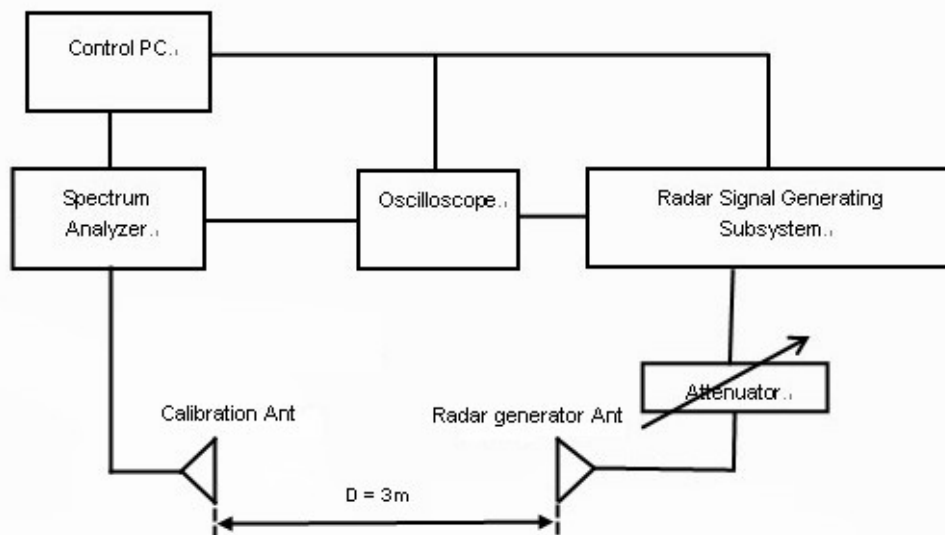 Control PC.
Spectrum
Analyzer.
Oscilloscope.
Radar Signal Generating
Subsystem.
Attenuator.
Calibration Ant
Radar generator Ant
D = 3m